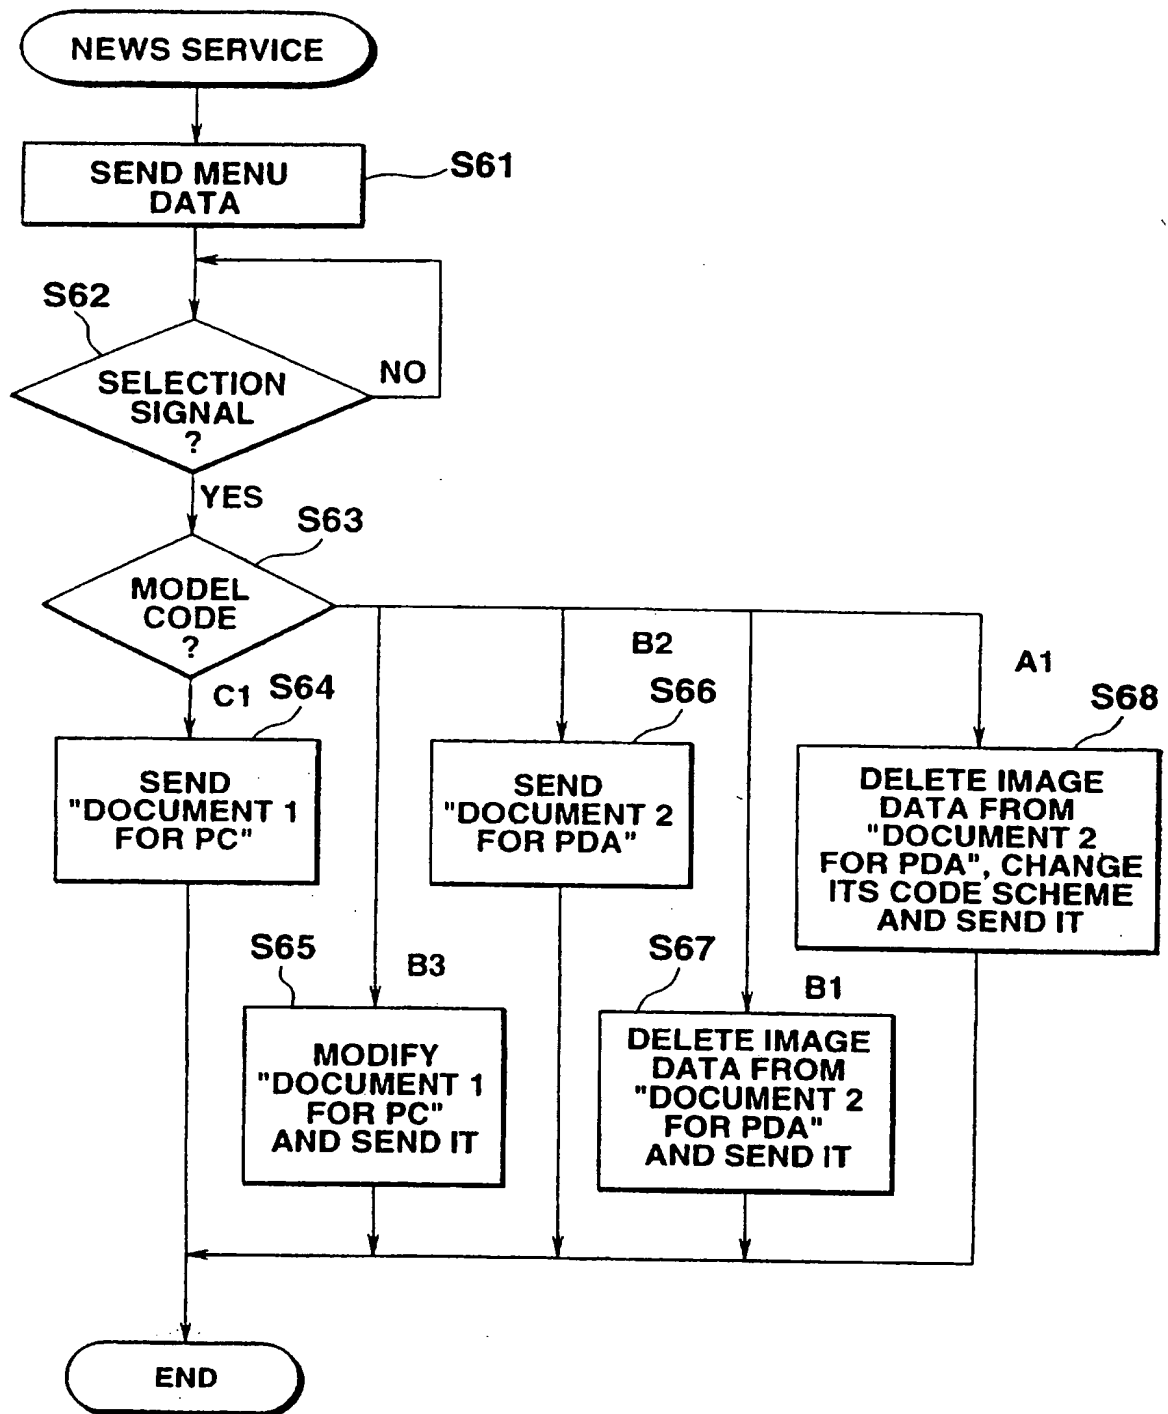 NEWS SERVICE
SEND MENU
DATA
S61
S62
SELECTION
SIGNAL
?
NO
YES
S63
MODEL
CODE
?
C1
S64
SEND
"DOCUMENT 1
FOR PC"
B3
S65
MODIFY
"DOCUMENT 1
FOR PC"
AND SEND IT
B2
S66
SEND
"DOCUMENT 2
FOR PDA"
B1
S67
DELETE IMAGE
DATA FROM
"DOCUMENT 2
FOR PDA"
AND SEND IT
A1
S68
DELETE IMAGE
DATA FROM
"DOCUMENT 2
FOR PDA", CHANGE
ITS CODE SCHEME
AND SEND IT
END